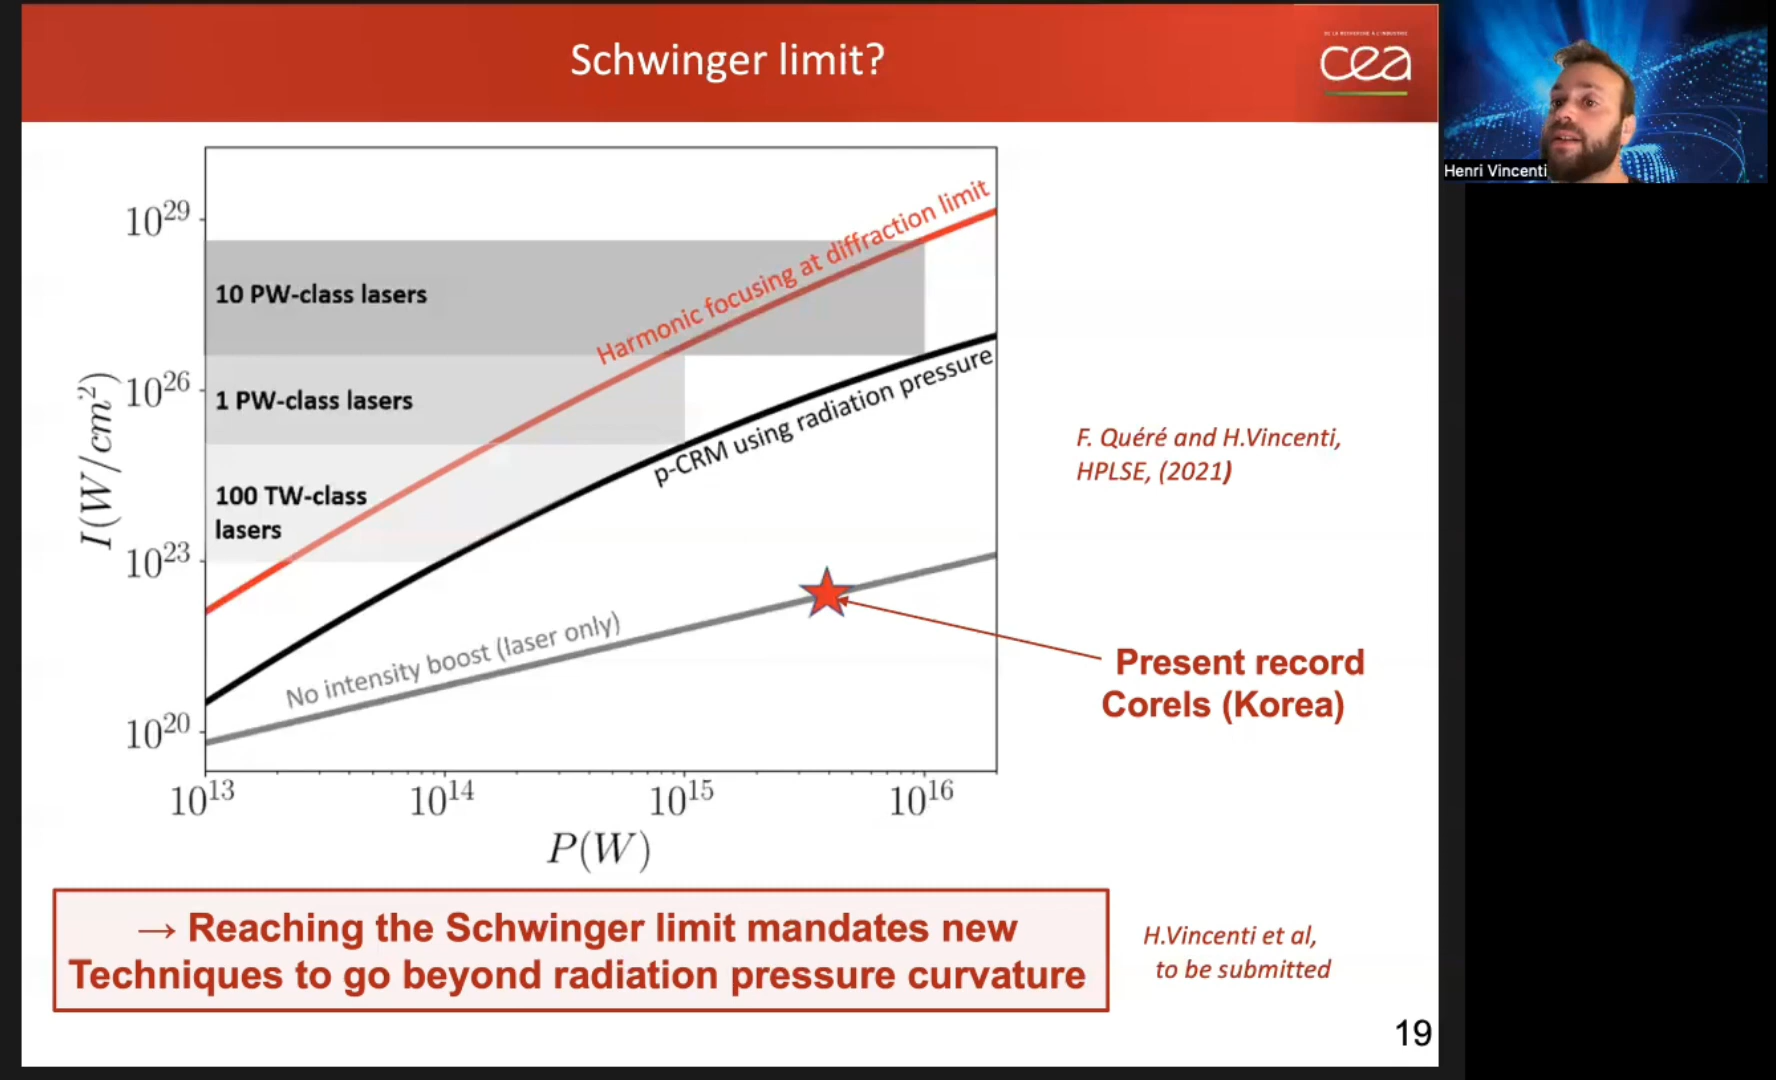 Schwinger limit?
DE LA RECHERCHE À L'INDUSTRIE
cea
Henri Vincenti
10^29
10^26
10^23
10^20
I(W/cm^2)
10 PW-class lasers
1 PW-class lasers
100 TW-class
lasers
Harmonic focusing at diffraction limit
p-CRM using radiation pressure
No intensity boost (laser only)
10^13
10^14
10^15
10^16
P(W)
F. Quéré and H.Vincenti,
HPLSE, (2021)
Present record
Corels (Korea)
→ Reaching the Schwinger limit mandates new
Techniques to go beyond radiation pressure curvature
H.Vincenti et al,
to be submitted
19